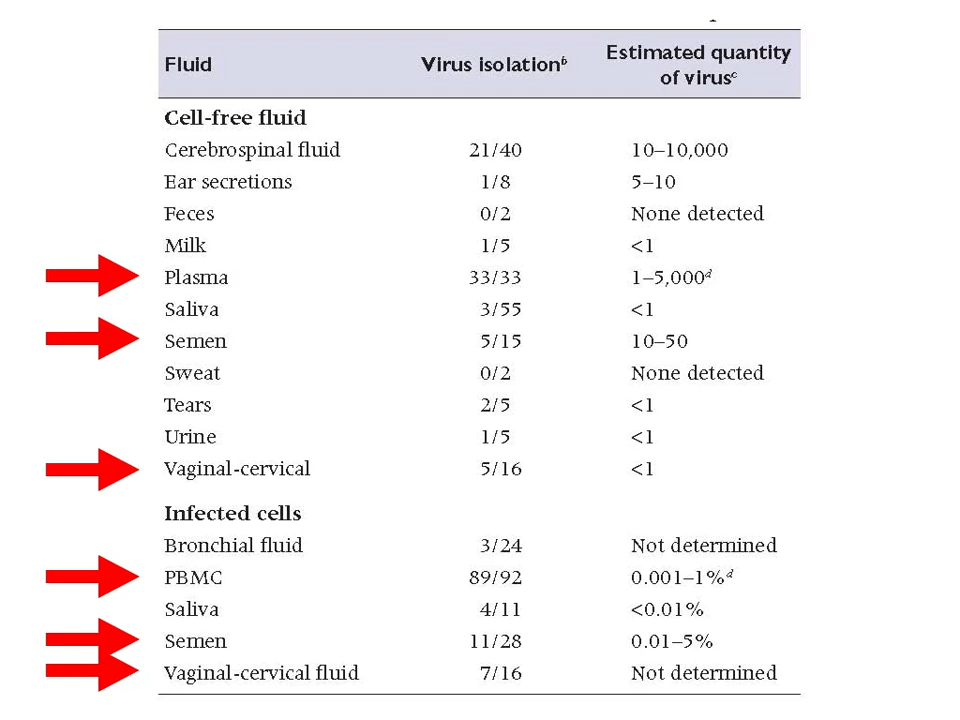 Fluid Virus isolationᵇ Estimated quantity of virusᶜ
Cell-free fluid
Cerebrospinal fluid 21/40 10–10,000
Ear secretions 1/8 5–10
Feces 0/2 None detected
Milk 1/5 <1
Plasma 33/33 1–5,000ᵈ
Saliva 3/55 <1
Semen 5/15 10–50
Sweat 0/2 None detected
Tears 2/5 <1
Urine 1/5 <1
Vaginal-cervical 5/16 <1
Infected cells
Bronchial fluid 3/24 Not determined
PBMC 89/92 0.001–1%ᵈ
Saliva 4/11 <0.01%
Semen 11/28 0.01–5%
Vaginal-cervical fluid 7/16 Not determined